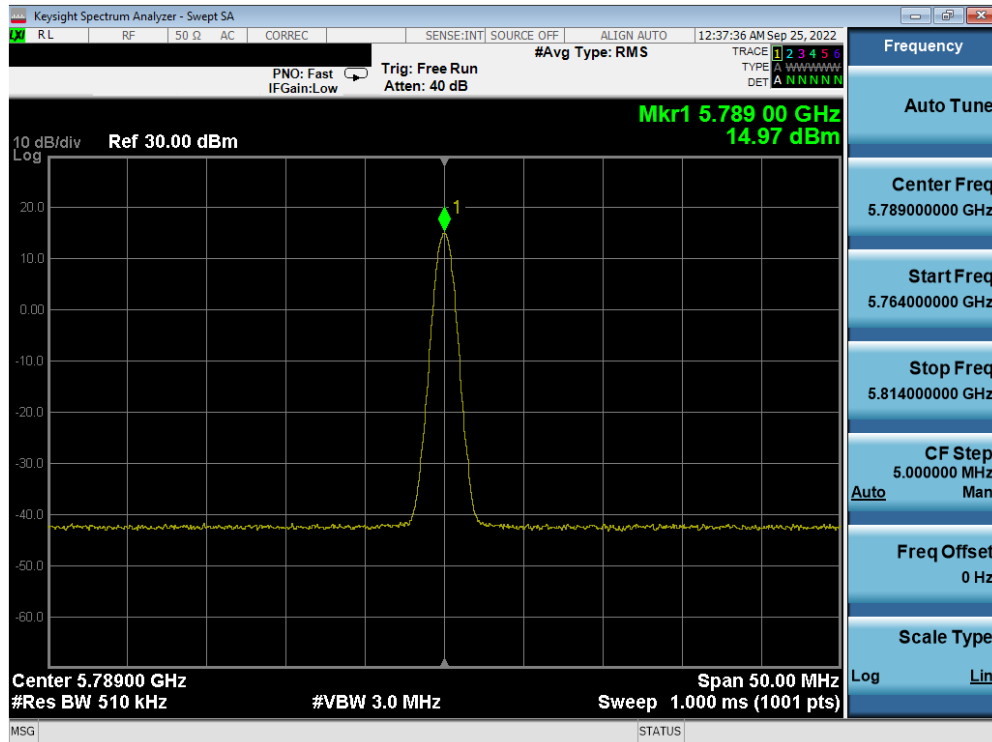 Keysight Spectrum Analyzer - Swept SA
LXI RL RF 50 Ω AC CORREC SENSE:INT SOURCE OFF ALIGN AUTO 12:37:36 AM Sep 25, 2022
#Avg Type: RMS
TRACE 1 2 3 4 5 6
PNO: Fast Trig: Free Run TYPE A WWWWW
IFGain:Low Atten: 40 dB DET A N N N N N
Mkr1 5.789 00 GHz
14.97 dBm
10 dB/div Ref 30.00 dBm
Log
1
20.0
10.0
0.00
-10.0
-20.0
-30.0
-40.0
-50.0
-60.0
Center 5.78900 GHz Span 50.00 MHz
#Res BW 510 kHz #VBW 3.0 MHz Sweep 1.000 ms (1001 pts)
MSG STATUS
Frequency
Auto Tune
Center Freq
5.789000000 GHz
Start Freq
5.764000000 GHz
Stop Freq
5.814000000 GHz
CF Step
5.000000 MHz
Auto Man
Freq Offset
0 Hz
Scale Type
Log Lin